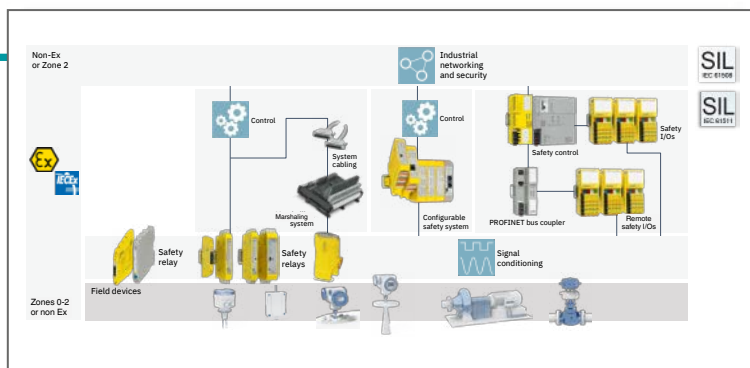 Non-Ex
or Zone 2
Industrial
networking
and security
SIL
IEC 61508
SIL
IEC 61511
Control
Control
System
cabling
Safety control
Safety
I/Os
Ex
IECEx
Marshaling
system
Configurable
safety system
PROFINET bus coupler
Remote
safety I/Os
Safety
relay
Safety
relays
Signal
conditioning
Field devices
Zones 0-2
or non Ex